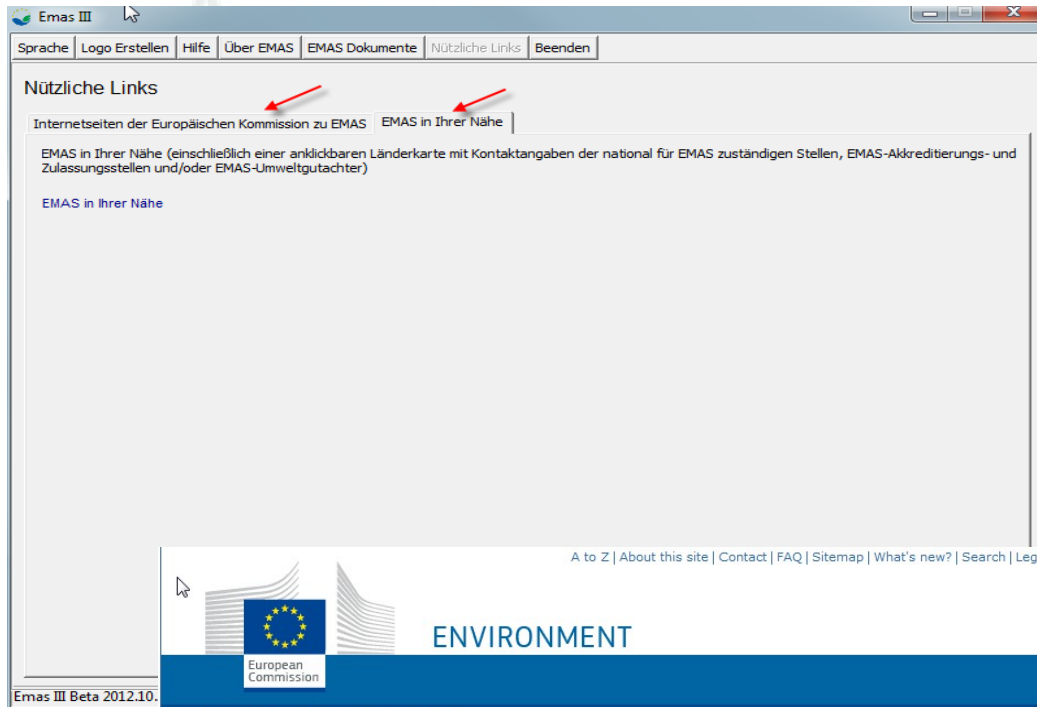 Emas III
Sprache Logo Erstellen Hilfe Über EMAS EMAS Dokumente Nützliche Links Beenden
Nützliche Links
Internetseiten der Europäischen Kommission zu EMAS EMAS in Ihrer Nähe
EMAS in Ihrer Nähe (einschließlich einer anklickbaren Länderkarte mit Kontaktangaben der national für EMAS zuständigen Stellen, EMAS-Akkreditierungs- und
Zulassungsstellen und/oder EMAS-Umweltgutachter)
EMAS in Ihrer Nähe
A to Z | About this site | Contact | FAQ | Sitemap | What's new? | Search | Leg
ENVIRONMENT
European
Commission
Emas III Beta 2012.10.